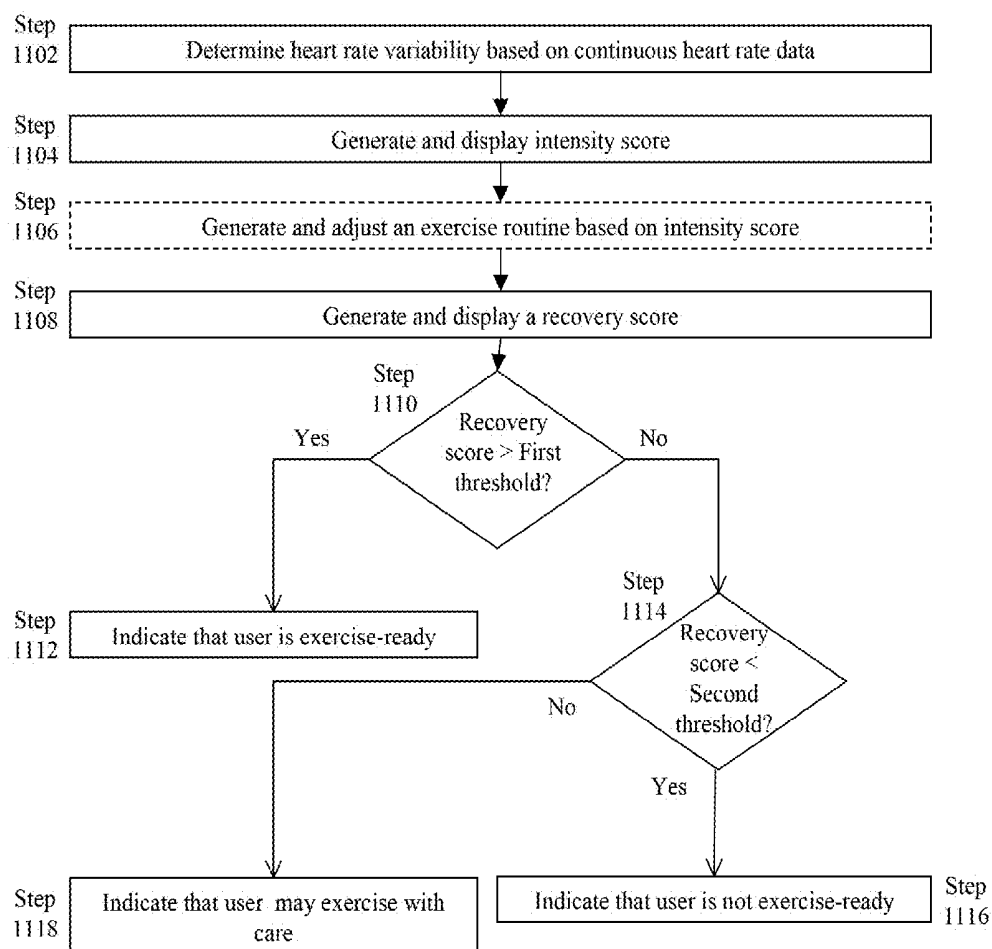 Step
1102
Determine heart rate variability based on continuous heart rate data
Step
1104
Generate and display intensity score
Step
1106
Generate and adjust an exercise routine based on intensity score
Step
1108
Generate and display a recovery score
Step
1110
Recovery
score > First
threshold?
Yes
No
Step
1112
Indicate that user is exercise-ready
Step
1114
Recovery
score <
Second
threshold?
No
Yes
Step
1118
Indicate that user may exercise with
care
Indicate that user is not exercise-ready
Step
1116